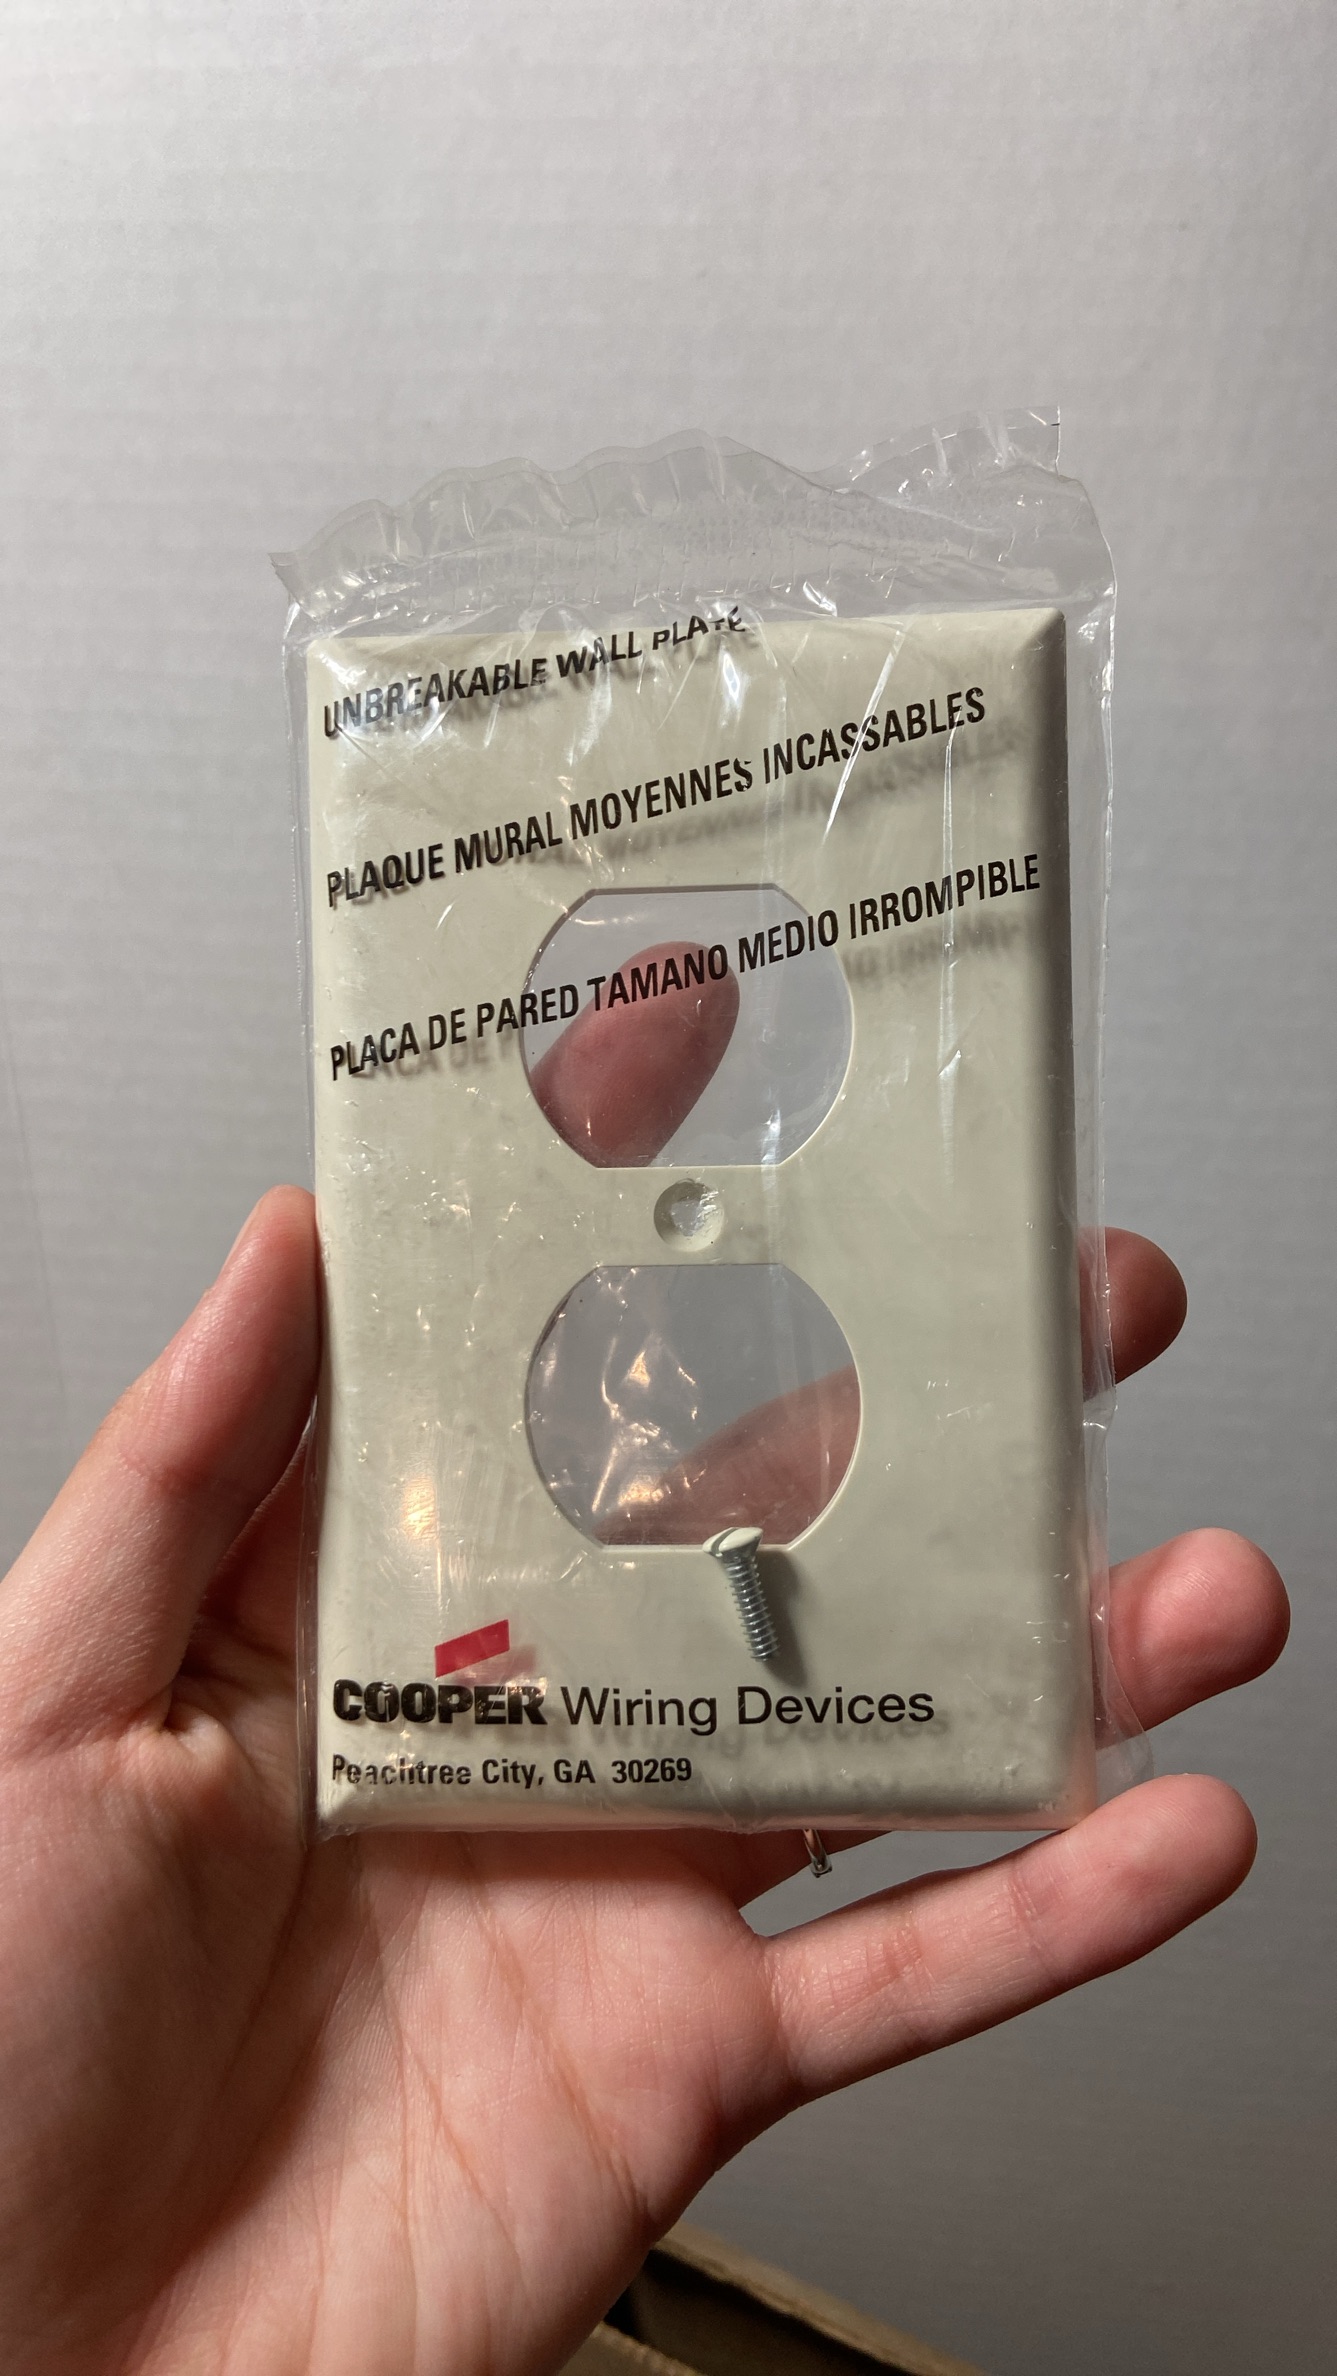 UNBREAKABLE WALL PLATE
PLAQUE MURAL MOYENNES INCASSABLES
PLACA DE PARED TAMANO MEDIO IRROMPIBLE
COOPER Wiring Devices
Peachtree City, GA 30269